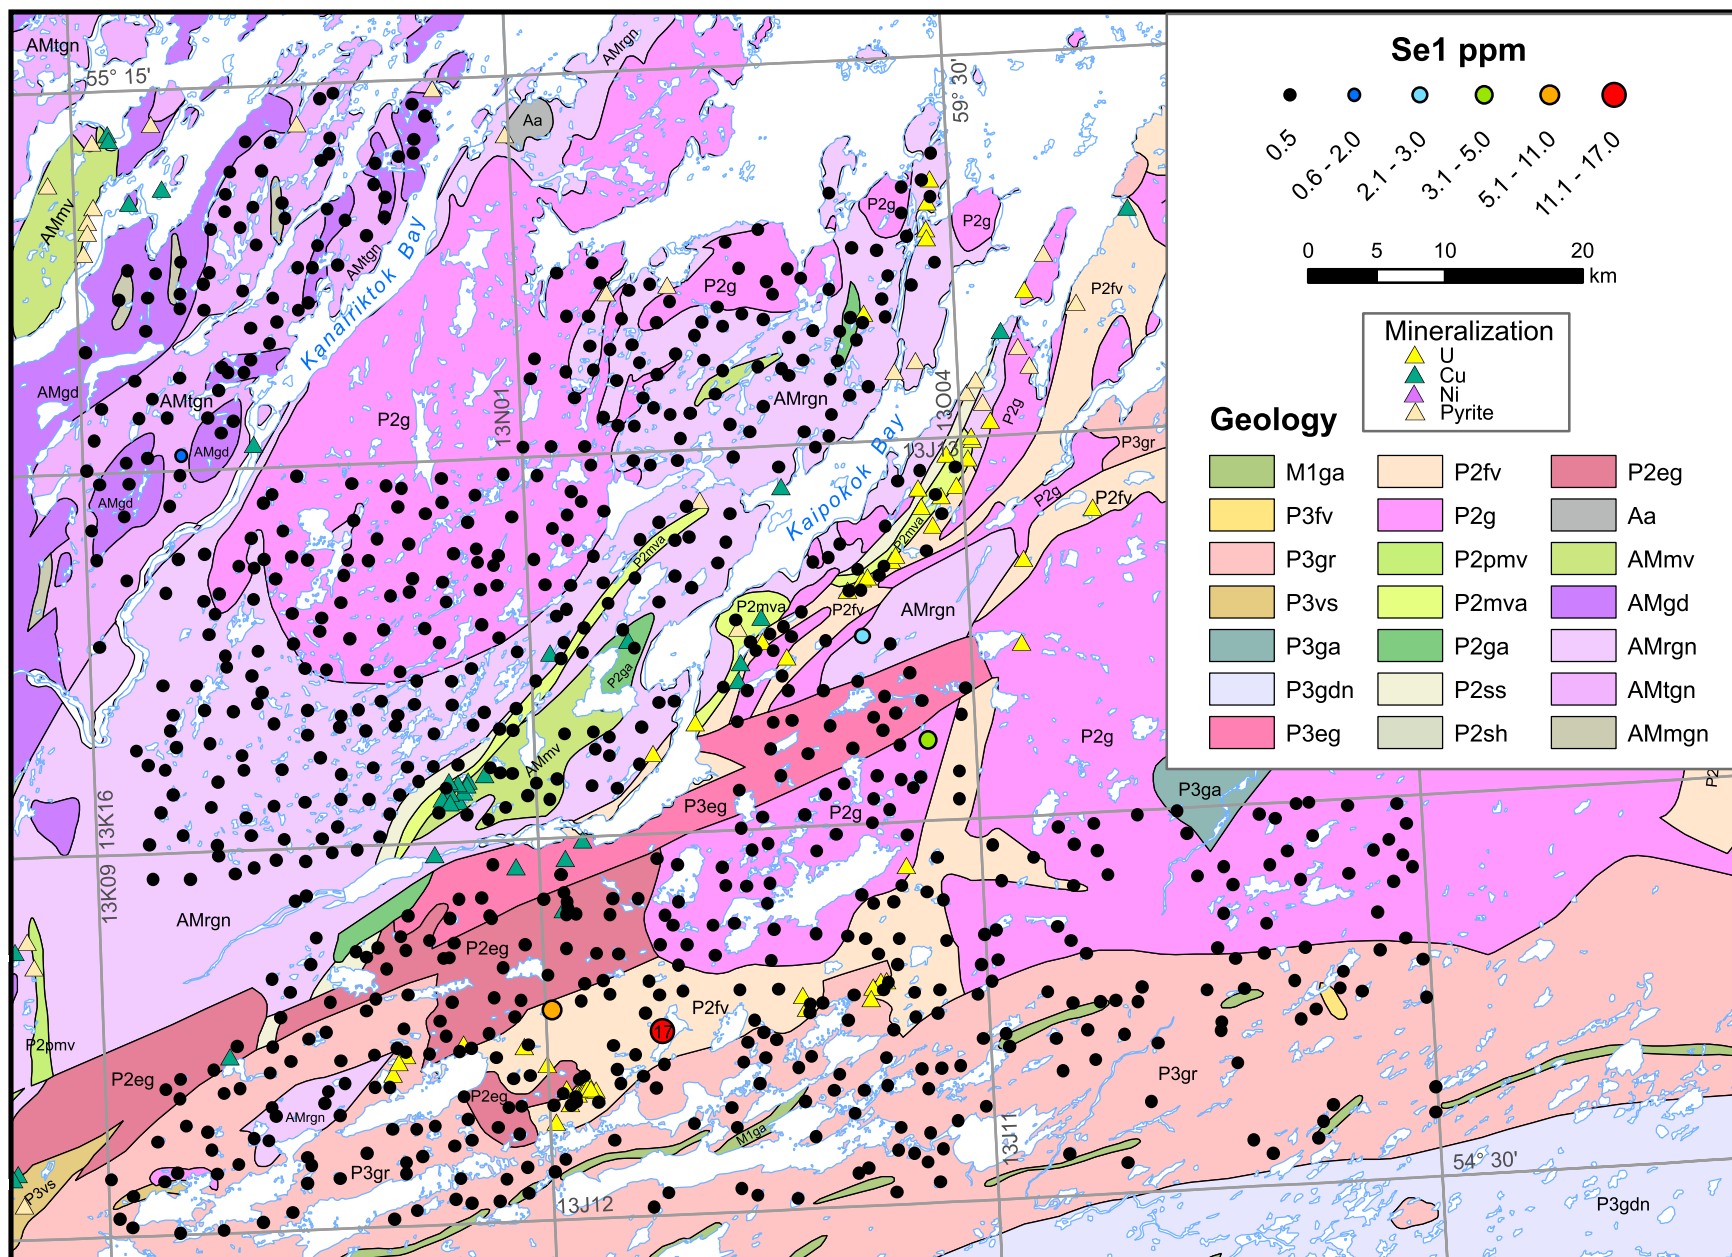 AMtgn
55° 15'
AMrgn
59° 30'
Aa
AMmv
P2g
P2g
AMtgn
Kanairiktok Bay
P2g
P2fv
AMgd
AMtgn
P2g
13N01
AMrgn
13O04
P2g
P3gr
AMgd
13J13
AMgd
P2g
P2fv
Kaipokok Bay
P2mva
P2mva
P2mva
P2fv
AMrgn
P2ga
P2g
AMmv
P3ga
P3eg
P2g
13K16
13K09
AMrgn
P2eg
P2fv
17
P2pmv
P2eg
P3gr
P2eg
AMrgn
M1ga
13J11
P3gr
54° 30'
P3vs
13J12
P3gdn
Se1 ppm
0.5
0.6 - 2.0
2.1 - 3.0
3.1 - 5.0
5.1 - 11.0
11.1 - 17.0
0 5 10 20
km
Mineralization
U
Cu
Ni
Pyrite
Geology
M1ga P2fv P2eg
P3fv P2g Aa
P3gr P2pmv AMmv
P3vs P2mva AMgd
P3ga P2ga AMrgn
P3gdn P2ss AMtgn
P3eg P2sh AMmgn